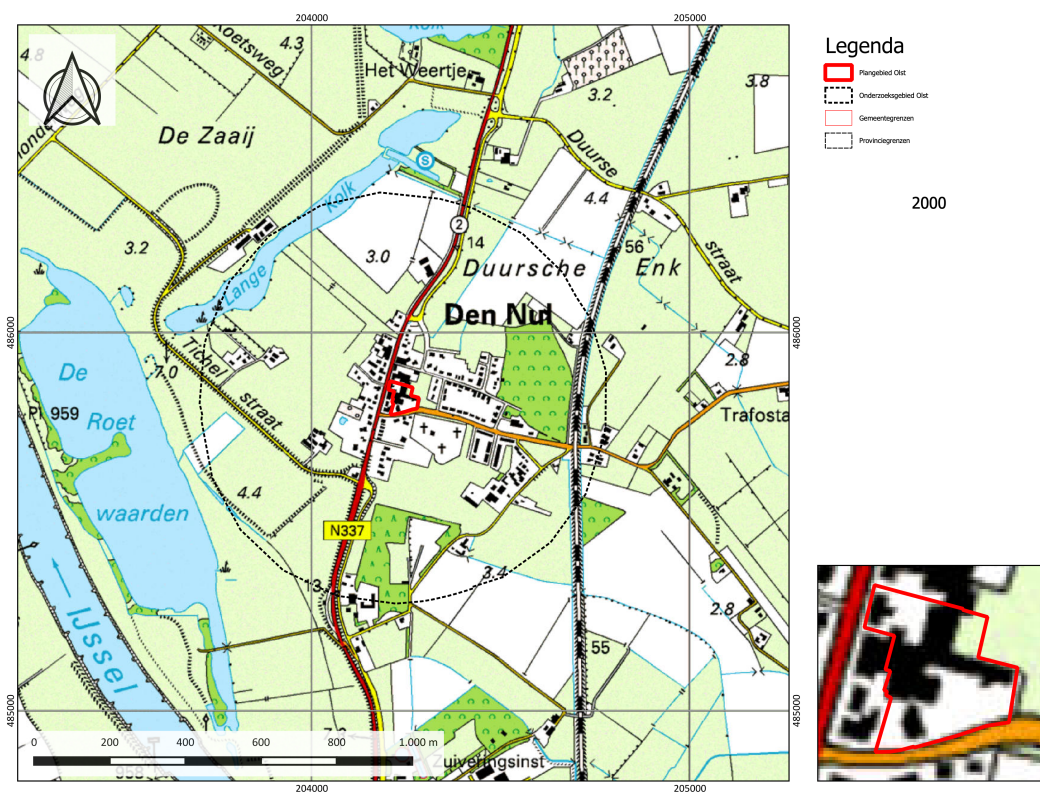 204000
205000
Kolk
4.3
Koetsweg
4.8
Het Weertje
3.2
3.8
De Zaaij
Duurse
straat
S
Kolk
Lange
4.4
2
14
3.2
3.0
56
Duursche Enk
Den Nul
486000
486000
Tichel
straat
7.0
De
Roet
waarden
Pl 959
2.8
Trafosta
4.4
N337
3.4
13
2.8
IJssel
55
485000
485000
0 200 400 600 800 1.000 m
Zuiveringsinst
204000
205000
Legenda
Plangebied Olst
Onderzoeksgebied Olst
Gemeentegrenzen
Provinciegrenzen
2000